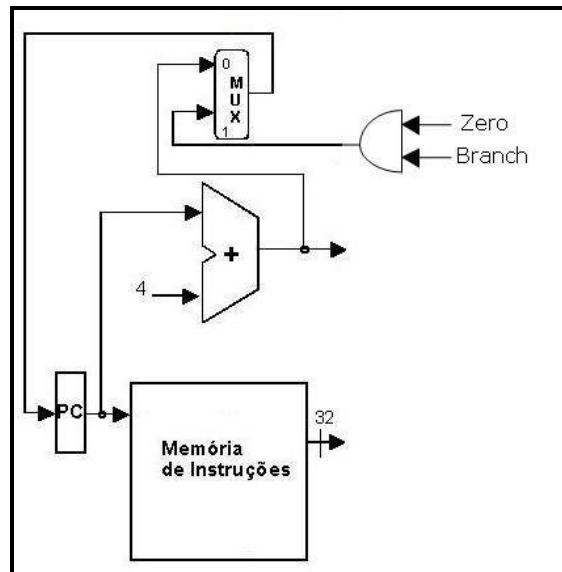 0
M
U
X
1
Zero
Branch
+
4
PC
32
Memória
de Instruções